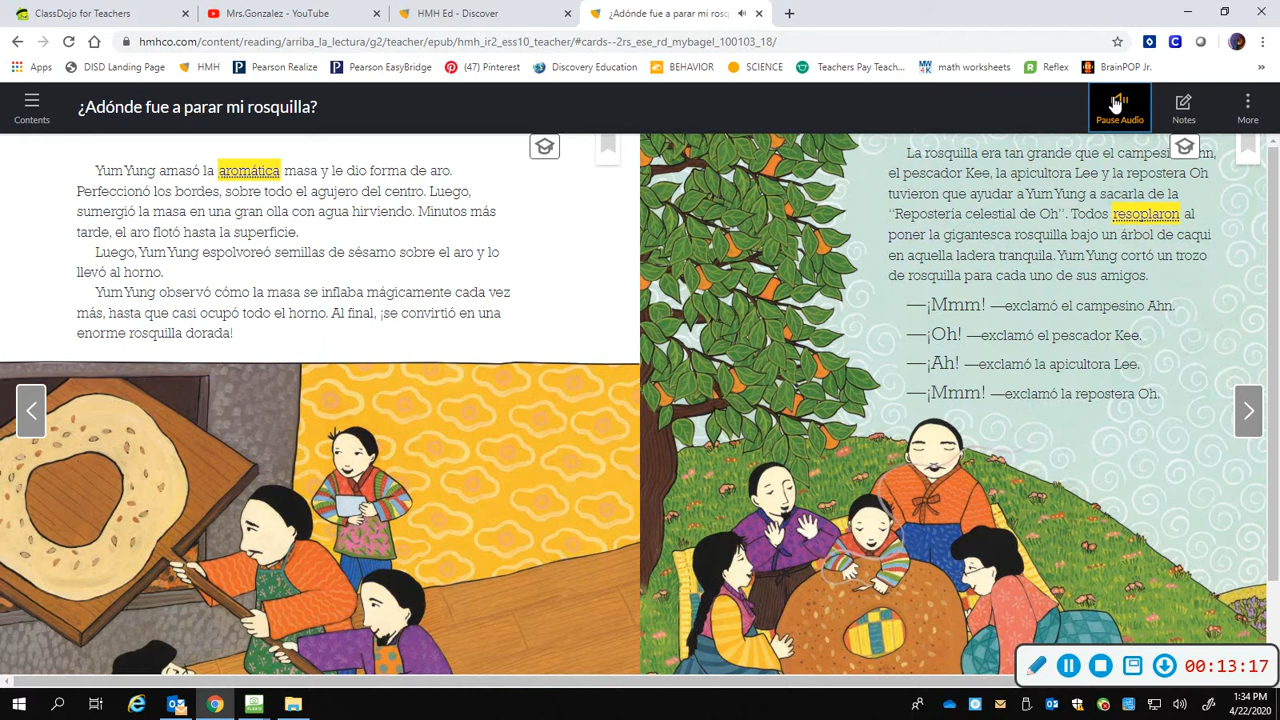 ClassDojo for Teachers
Mrs.Gonzalez - YouTube
HMH Ed - Discover
¿Adónde fue a parar mi rosq
hmhco.com/content/reading/arriba_la_lectura/g2/teacher/epub/hmh_ir2_ess10_teacher/#cards--2rs_ese_rd_mybagel_100103_18/
Apps DISD Landing Page HMH Pearson Realize Pearson EasyBridge (47) Pinterest Discovery Education BEHAVIOR SCIENCE Teachers Pay Teach... math worksheets Reflex BrainPOP Jr. »
Contents
¿Adónde fue a parar mi rosquilla?
Pause Audio
Notes
More
Yum Yung amasó la aromática masa y le dio forma de aro.
Perfeccionó los bordes, sobre todo el agujero del centro. Luego,
sumergió la masa en una gran olla con agua hirviendo. Minutos más
tarde, el aro flotó hasta la superficie.
Luego, Yum Yung espolvoreó semillas de sésamo sobre el aro y lo
llevó al horno.
Yum Yung observó cómo la masa se inflaba mágicamente cada vez
más, hasta que casi ocupó todo el horno. Al final, ¡se convirtió en una
enorme rosquilla dorada!
La rosquilla era tan grande que el campesino Ahn,
el pescador Kee, la apicultora Lee y la repostera Oh
tuvieron que ayudar a Yum Yung a sacarla de la
“Repostería celestial de Oh”. Todos resoplaron al
poner la gigantesca rosquilla bajo un árbol de caqui
en aquella ladera tranquila. Yum Yung cortó un trozo
de rosquilla para cada uno de sus amigos.
—¡Mmm! —exclamó el campesino Ahn.
—¡Oh! —exclamó el pescador Kee.
—¡Ah! —exclamó la apicultora Lee.
—¡Mmm! —exclamó la repostera Oh.
00:13:17
1:34 PM
4/22/2020